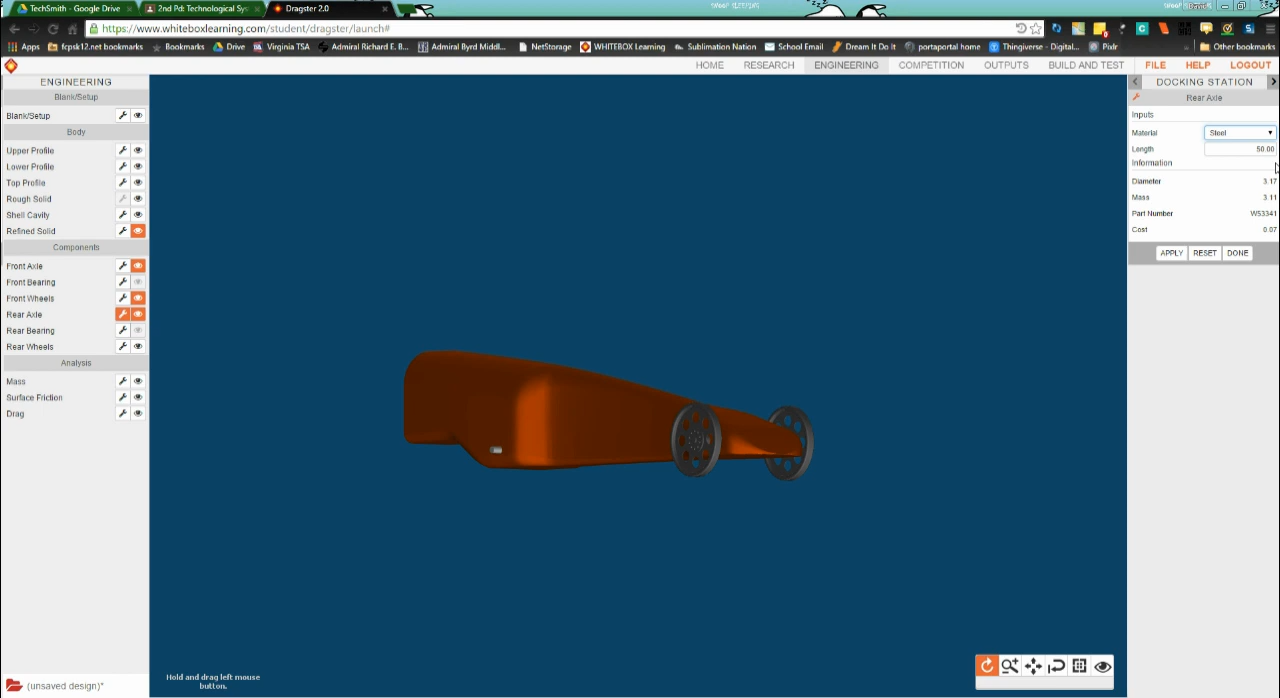 TechSmith - Google Drive
2nd Pd: Technological Sys
Dragster 2.0
https://www.whiteboxlearning.com/student/dragster/launch#
Apps
fcpsk12.net bookmarks
Bookmarks
Drive
Virginia TSA
Admiral Richard E. B...
Admiral Byrd Middl...
NetStorage
WHITEBOX Learning
Sublimation Nation
School Email
Dream It Do It
portaportal home
Thingiverse - Digital...
Pixlr
Other bookmarks
HOME
RESEARCH
ENGINEERING
COMPETITION
OUTPUTS
BUILD AND TEST
FILE
HELP
LOGOUT
ENGINEERING
Blank/Setup
Blank/Setup
Body
Upper Profile
Lower Profile
Top Profile
Rough Solid
Shell Cavity
Refined Solid
Components
Front Axle
Front Bearing
Front Wheels
Rear Axle
Rear Bearing
Rear Wheels
Analysis
Mass
Surface Friction
Drag
(unsaved design)*
Hold and drag left mouse
button.
DOCKING STATION
Rear Axle
Inputs
Material Steel
Length 50.00
Information
Diameter 3.17
Mass 3.11
Part Number WS3341
Cost 0.07
APPLY RESET DONE